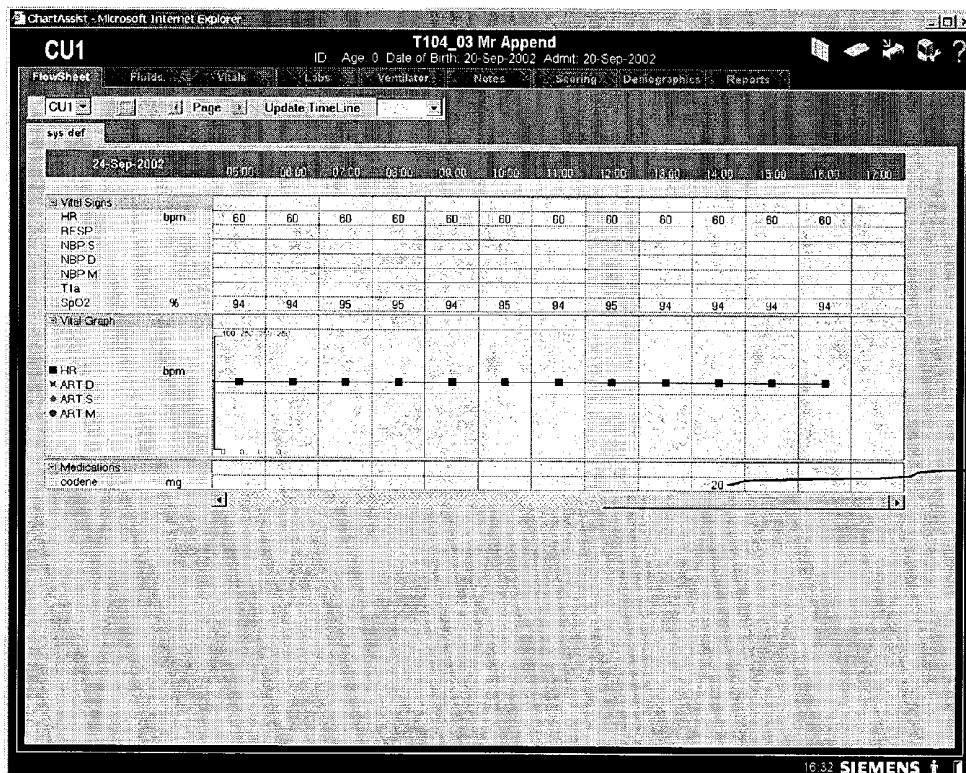 ChartAssist - Microsoft Internet Explorer
CU1
T104_03 Mr Append
ID Age 0 Date of Birth: 20-Sep-2002 Admit: 20-Sep-2002
?
FlowSheet Fluids Vitals Labs Ventilator Notes Scoring Demographics Reports
CU1 Page Update TimeLine
sys def
24-Sep-2002 05:00 06:00 07:00 08:00 09:00 10:00 11:00 12:00 13:00 14:00 15:00 16:00 17:00
Vital Signs
HR bpm 60 60 60 60 60 60 60 60 60 60 60 60
RESP
NBP S
NBP D
NBP M
T1a
SpO2 % 94 94 95 95 94 95 94 95 94 94 94 94
Vital Graph
HR bpm
ART D
ART S
ART M
Medications
codene mg 20
16:32 SIEMENS